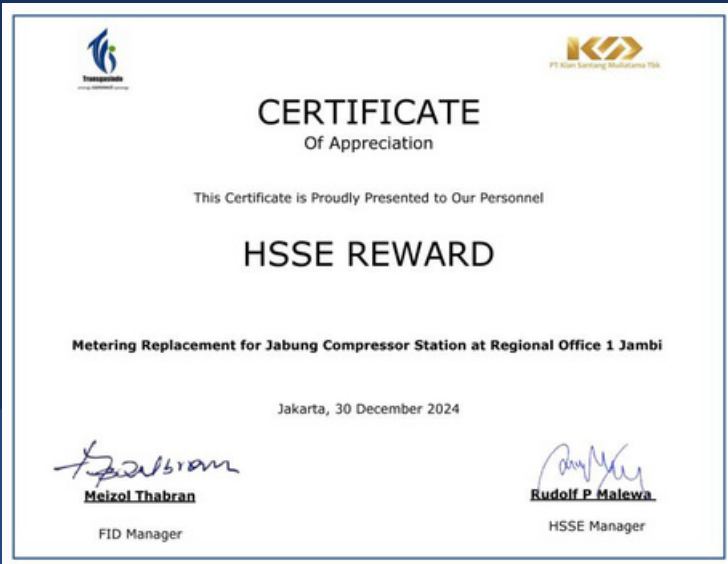 Transgasindo
PT Kian Santang Muliatama Tbk
CERTIFICATE
Of Appreciation
This Certificate is Proudly Presented to Our Personnel
HSSE REWARD
Metering Replacement for Jabung Compressor Station at Regional Office 1 Jambi
Jakarta, 30 December 2024
Meizol Thabran
FID Manager
Rudolf P Malewa
HSSE Manager